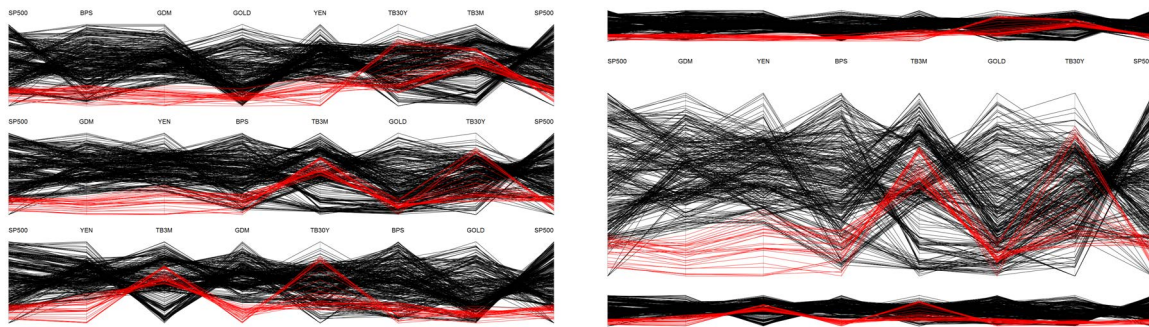 SP500 BPS GDM GOLD YEN TB30Y TB3M SP500
SP500 GDM YEN BPS TB3M GOLD TB30Y SP500
SP500 YEN TB3M GDM TB30Y BPS GOLD SP500
SP500 GDM YEN BPS TB3M GOLD TB30Y SP500